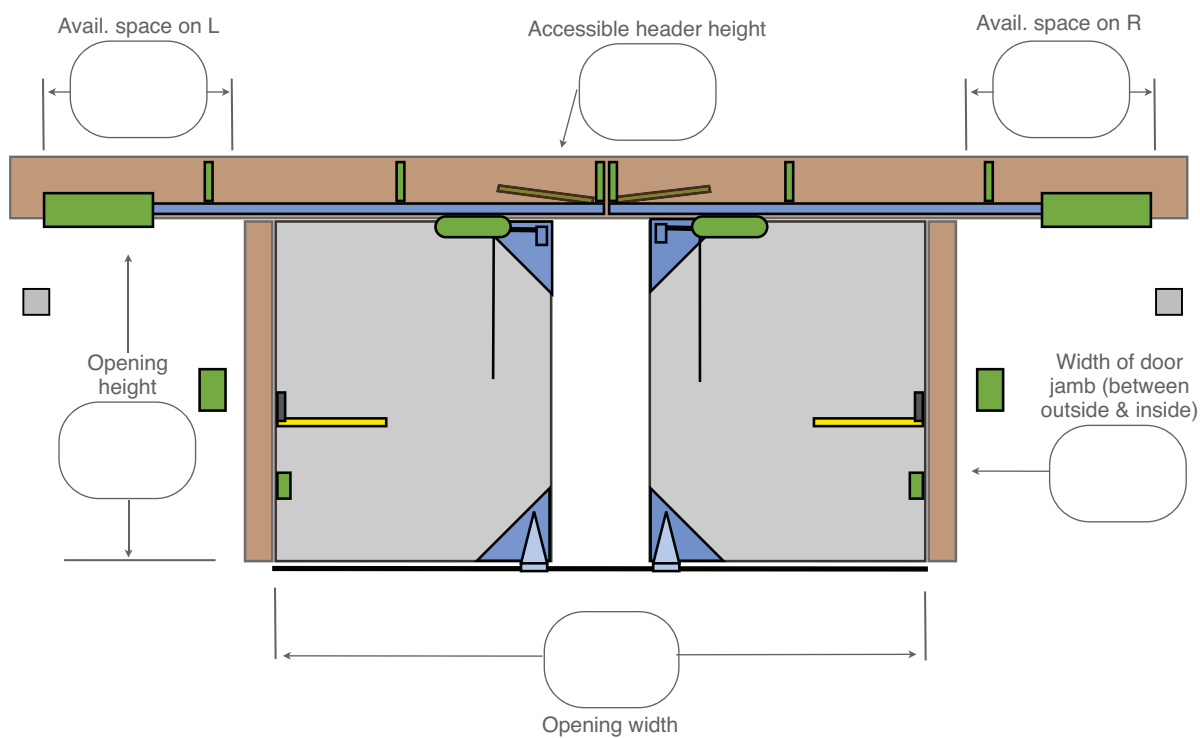 Avail. space on L
Accessible header height
Avail. space on R
Opening
height
Width of door
jamb (between
outside & inside)
Opening width